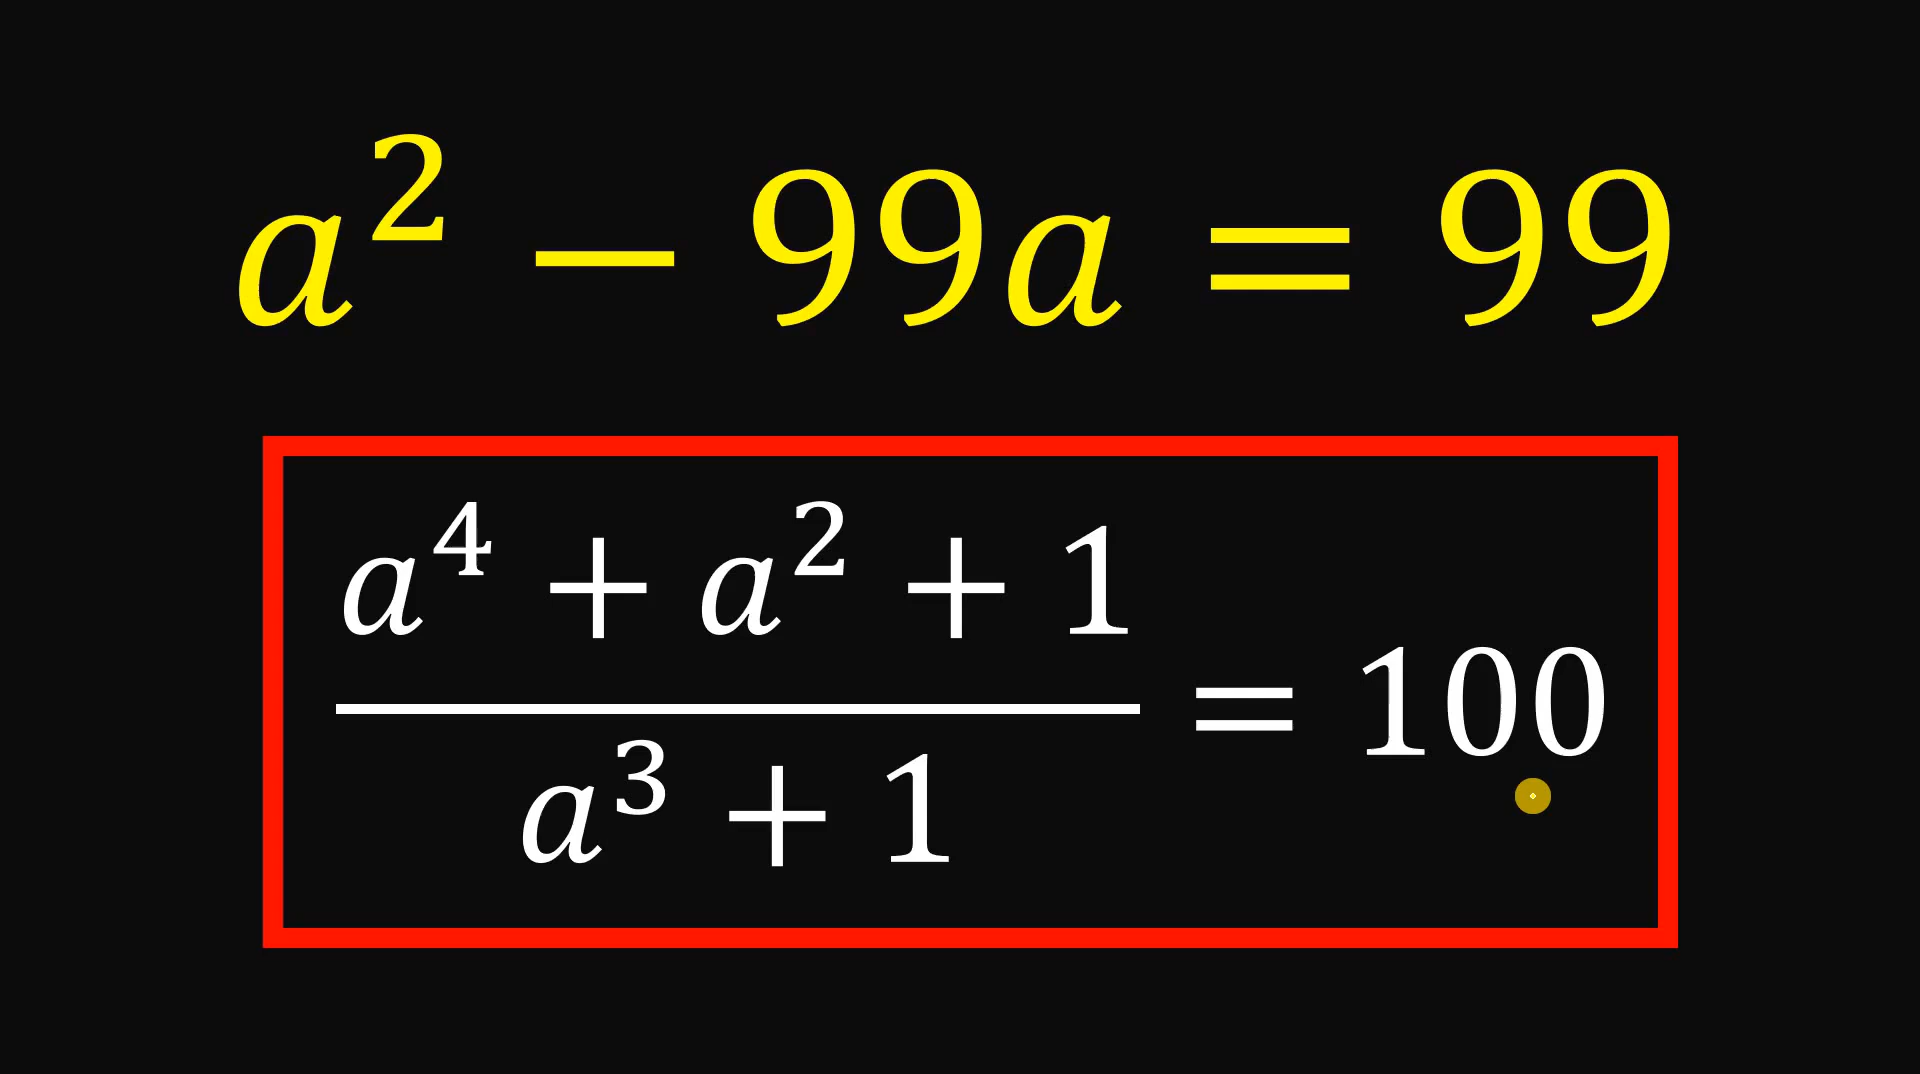 a² − 99a = 99
a⁴ + a² + 1
a³ + 1
= 100